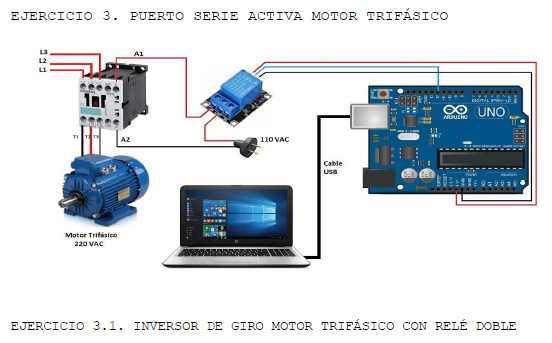 EJERCICIO 3. PUERTO SERIE ACTIVA MOTOR TRIFÁSICO
L3
L2
L1
A1
T1
T2
T3
A2
110 VAC
Cable
USB
ARDUINO
UNO
Motor Trifásico
220 VAC
EJERCICIO 3.1. INVERSOR DE GIRO MOTOR TRIFÁSICO CON RELÉ DOBLE